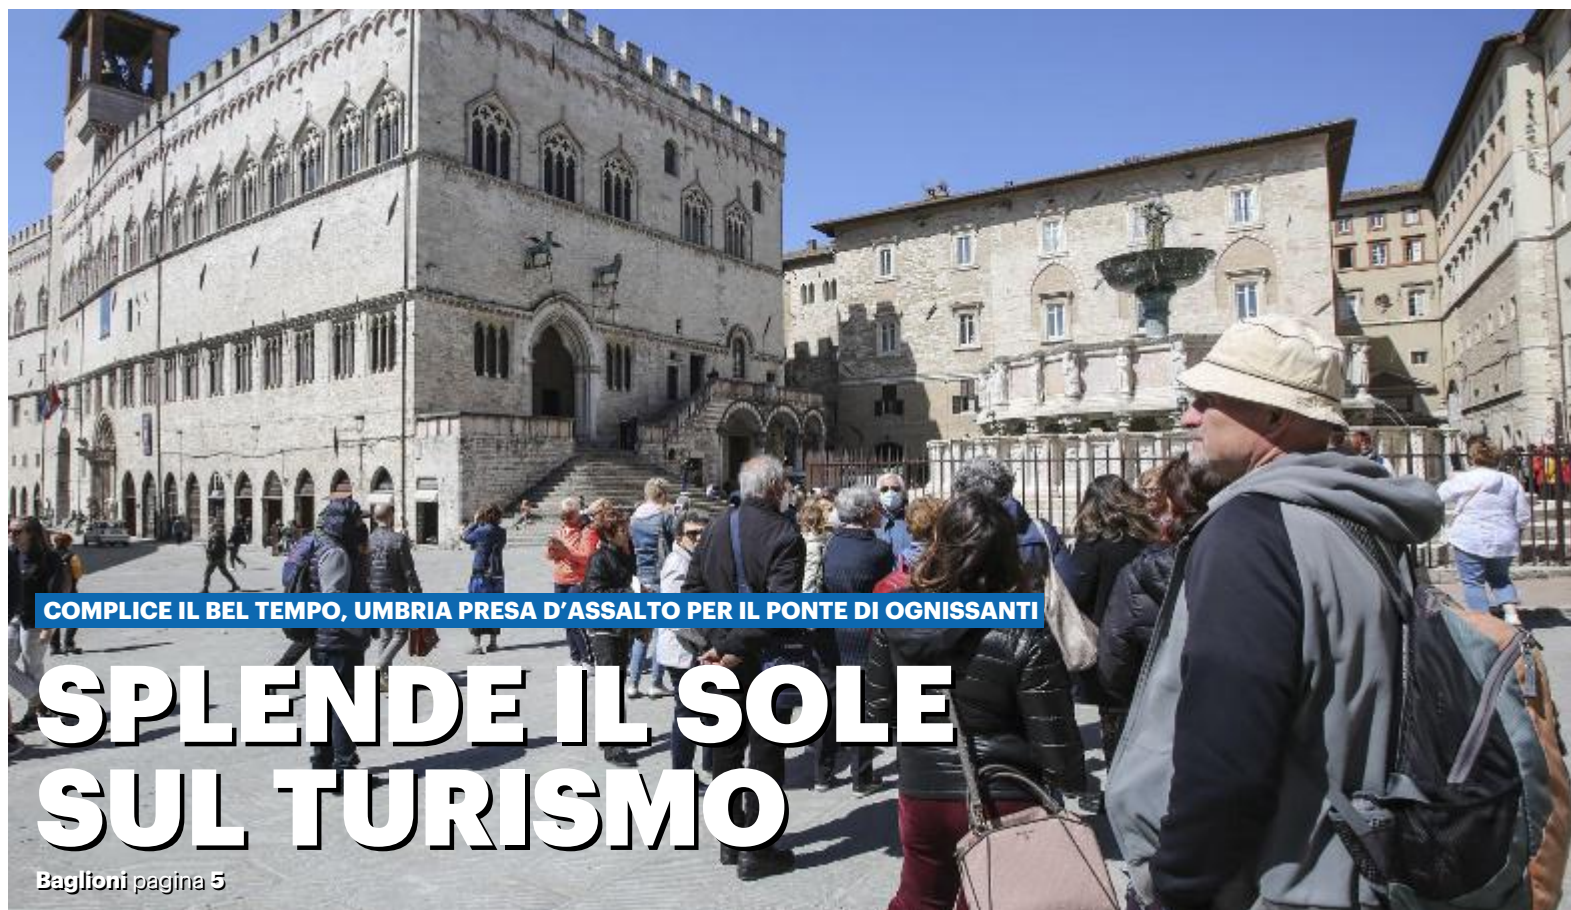 COMPLICE IL BEL TEMPO, UMBRIA PRESA D'ASSALTO PER IL PONTE DI OGNISSANTI
SPLENDE IL SOLE
SUL TURISMO
Baglioni pagina 5